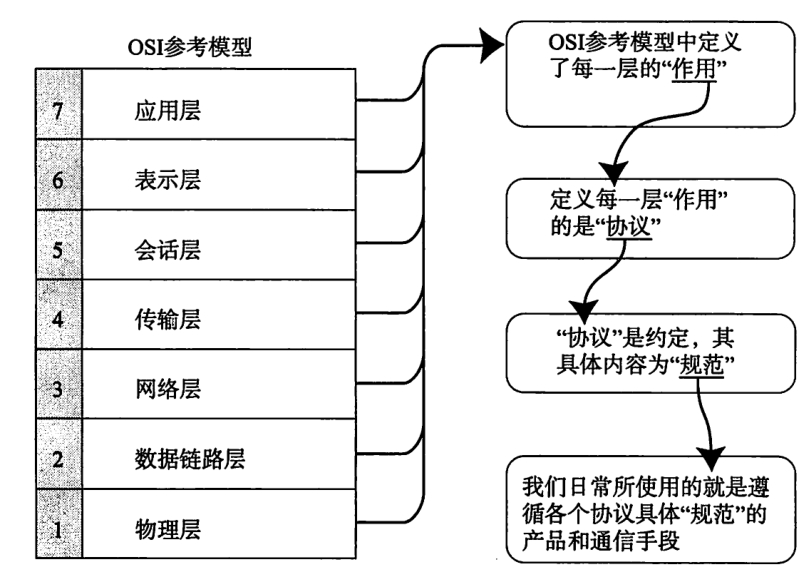 OSI参考模型
7 应用层
6 表示层
5 会话层
4 传输层
3 网络层
2 数据链路层
1 物理层
OSI参考模型中定义
了每一层的“作用”
定义每一层“作用”
的是“协议”
“协议”是约定，其
具体内容为“规范”
我们日常所使用的就是遵
循各个协议具体“规范”的
产品和通信手段